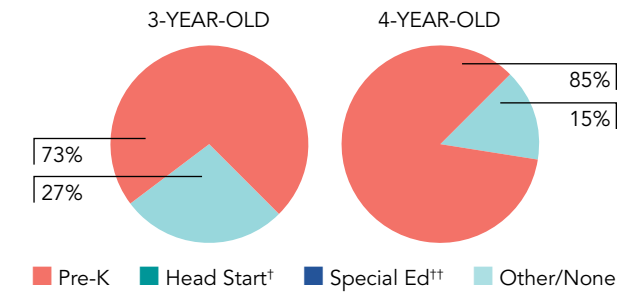 3-YEAR-OLD
4-YEAR-OLD
85%
15%
73%
27%
Pre-K Head Start† Special Ed†† Other/None